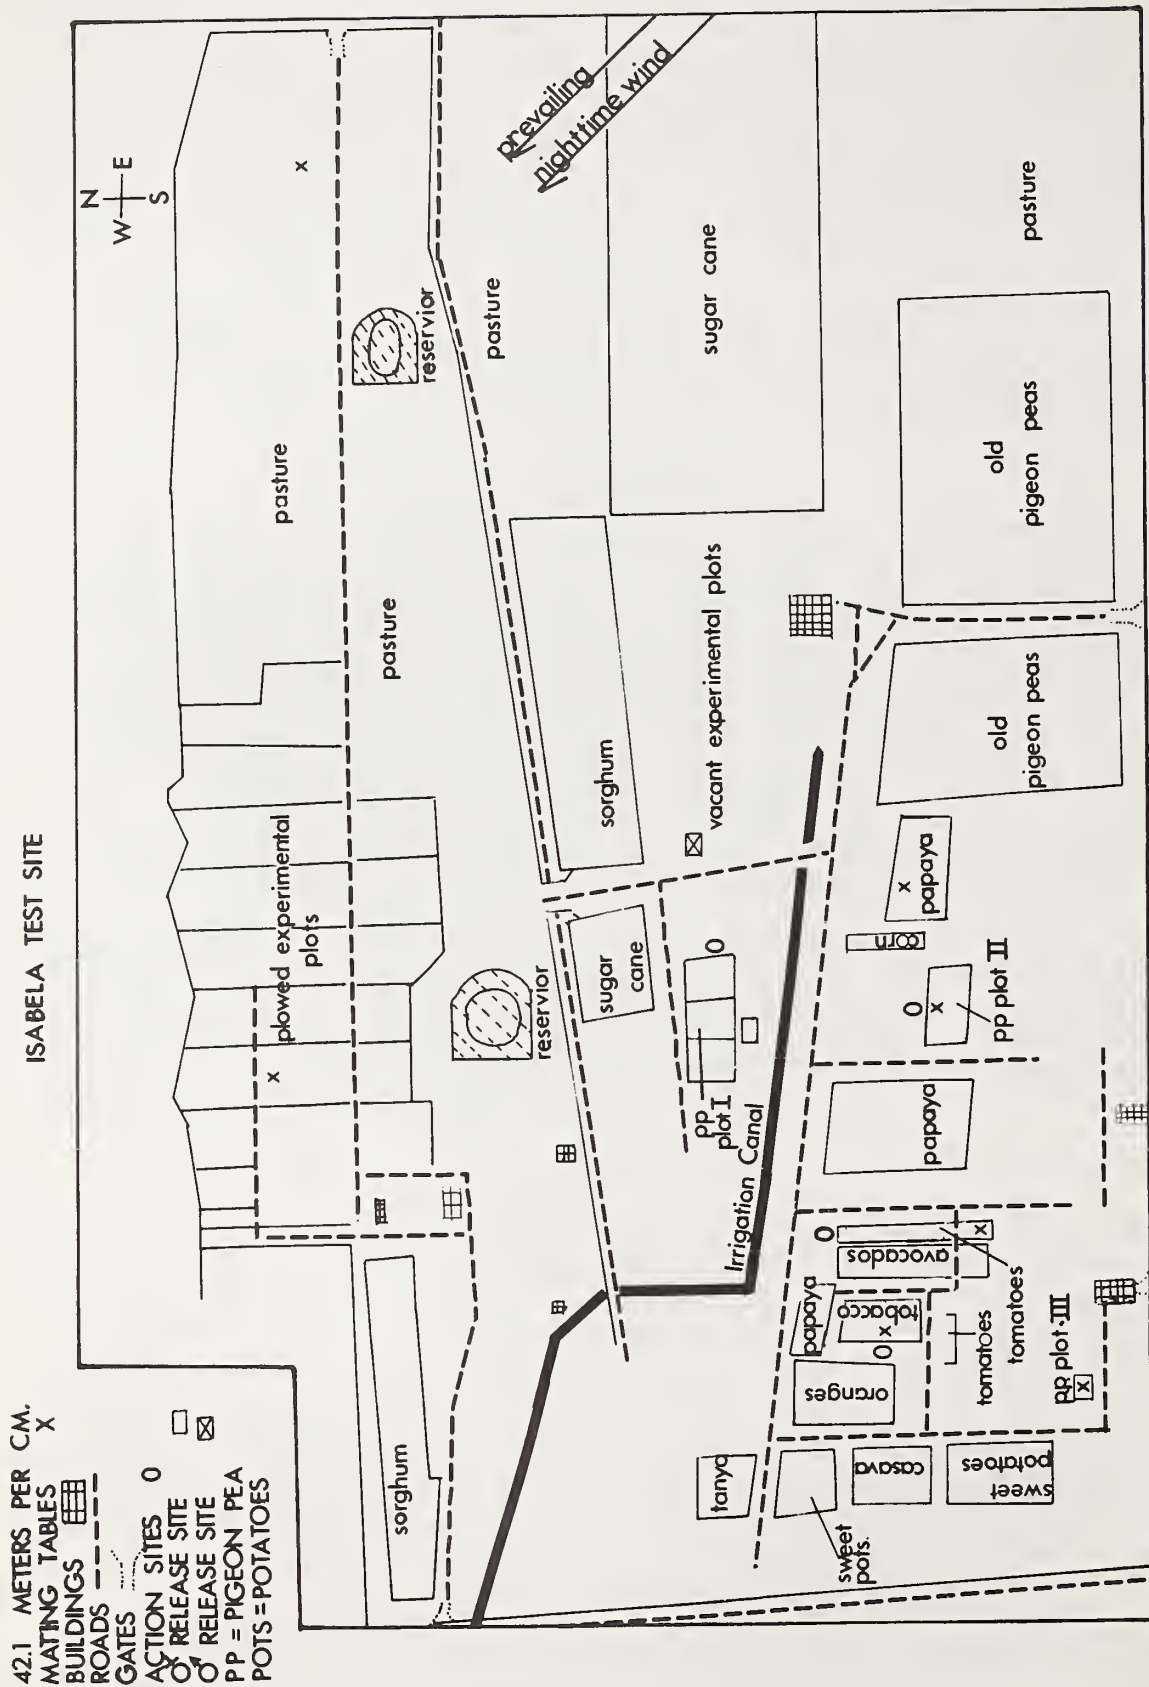 ISABELA TEST SITE
42.1 METERS PER CM.
MATING TABLES X
BUILDINGS
ROADS
GATES
ACTION SITES O
♀ RELEASE SITE
♂ RELEASE SITE
PP = PIGEON PEA
POTS = POTATOES
N
W E
S
x
pasture
pasture
reservior
pasture
prevailing
nighttime wind
sugar cane
pasture
plowed experimental
plots
x
reservior
sorghum
sugar
cane
vacant experimental plots
old
pigeon peas
old
pigeon peas
O
pp
plot I
Irrigation Canal
x
papaya
corn
O
x
pp plot II
papaya
O
x
avocados
tomatoes
tomatoes
papaya
tobacco
x
O
oranges
pp plot III
x
sorghum
tanya
sweet
pots.
casava
sweet
potatoes